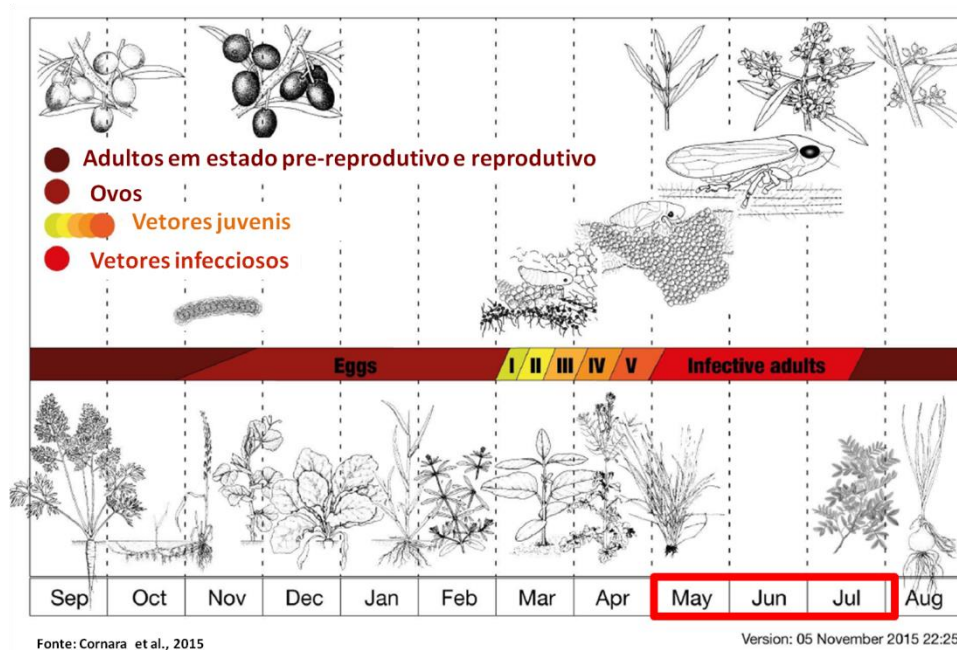 Adultos em estado pre-reprodutivo e reprodutivo
Ovos
Vetores juvenis
Vetores infecciosos
Eggs I II III IV V Infective adults
Sep Oct Nov Dec Jan Feb Mar Apr May Jun Jul Aug
Fonte: Cornara et al., 2015
Version: 05 November 2015 22:25